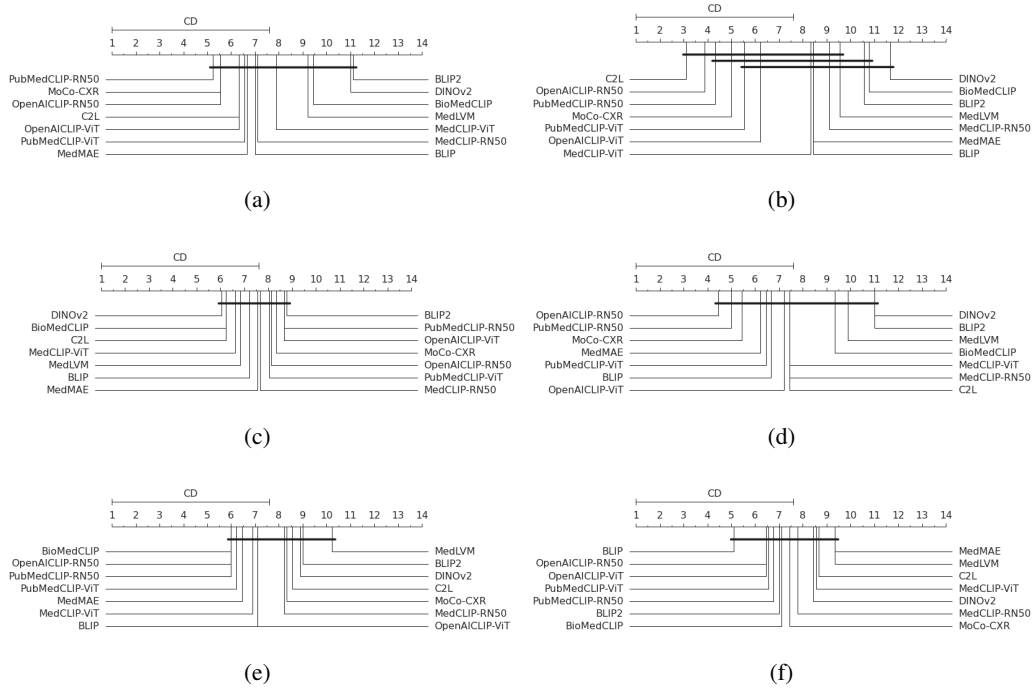 CD
1 2 3 4 5 6 7 8 9 10 11 12 13 14
PubMedCLIP-RN50 BLIP2
MoCo-CXR DINOv2
OpenAICLIP-RN50 BioMedCLIP
C2L MedLVM
OpenAICLIP-ViT MedCLIP-ViT
PubMedCLIP-ViT MedCLIP-RN50
MedMAE BLIP
(a)
CD
1 2 3 4 5 6 7 8 9 10 11 12 13 14
C2L DINOv2
OpenAICLIP-RN50 BioMedCLIP
PubMedCLIP-RN50 BLIP2
MoCo-CXR MedLVM
PubMedCLIP-ViT MedCLIP-RN50
OpenAICLIP-ViT MedMAE
MedCLIP-ViT BLIP
(b)
CD
1 2 3 4 5 6 7 8 9 10 11 12 13 14
DINOv2 BLIP2
BioMedCLIP PubMedCLIP-RN50
C2L OpenAICLIP-ViT
MedCLIP-ViT MoCo-CXR
MedLVM OpenAICLIP-RN50
BLIP PubMedCLIP-ViT
MedMAE MedCLIP-RN50
(c)
CD
1 2 3 4 5 6 7 8 9 10 11 12 13 14
OpenAICLIP-RN50 DINOv2
PubMedCLIP-RN50 BLIP2
MoCo-CXR MedLVM
MedMAE BioMedCLIP
PubMedCLIP-ViT MedCLIP-ViT
BLIP MedCLIP-RN50
OpenAICLIP-ViT C2L
(d)
CD
1 2 3 4 5 6 7 8 9 10 11 12 13 14
BioMedCLIP MedLVM
OpenAICLIP-RN50 BLIP2
PubMedCLIP-RN50 DINOv2
PubMedCLIP-ViT C2L
MedMAE MoCo-CXR
MedCLIP-ViT MedCLIP-RN50
BLIP OpenAICLIP-ViT
(e)
CD
1 2 3 4 5 6 7 8 9 10 11 12 13 14
BLIP MedMAE
OpenAICLIP-RN50 MedLVM
OpenAICLIP-ViT C2L
PubMedCLIP-ViT MedCLIP-ViT
PubMedCLIP-RN50 DINOv2
BLIP2 MedCLIP-RN50
BioMedCLIP MoCo-CXR
(f)